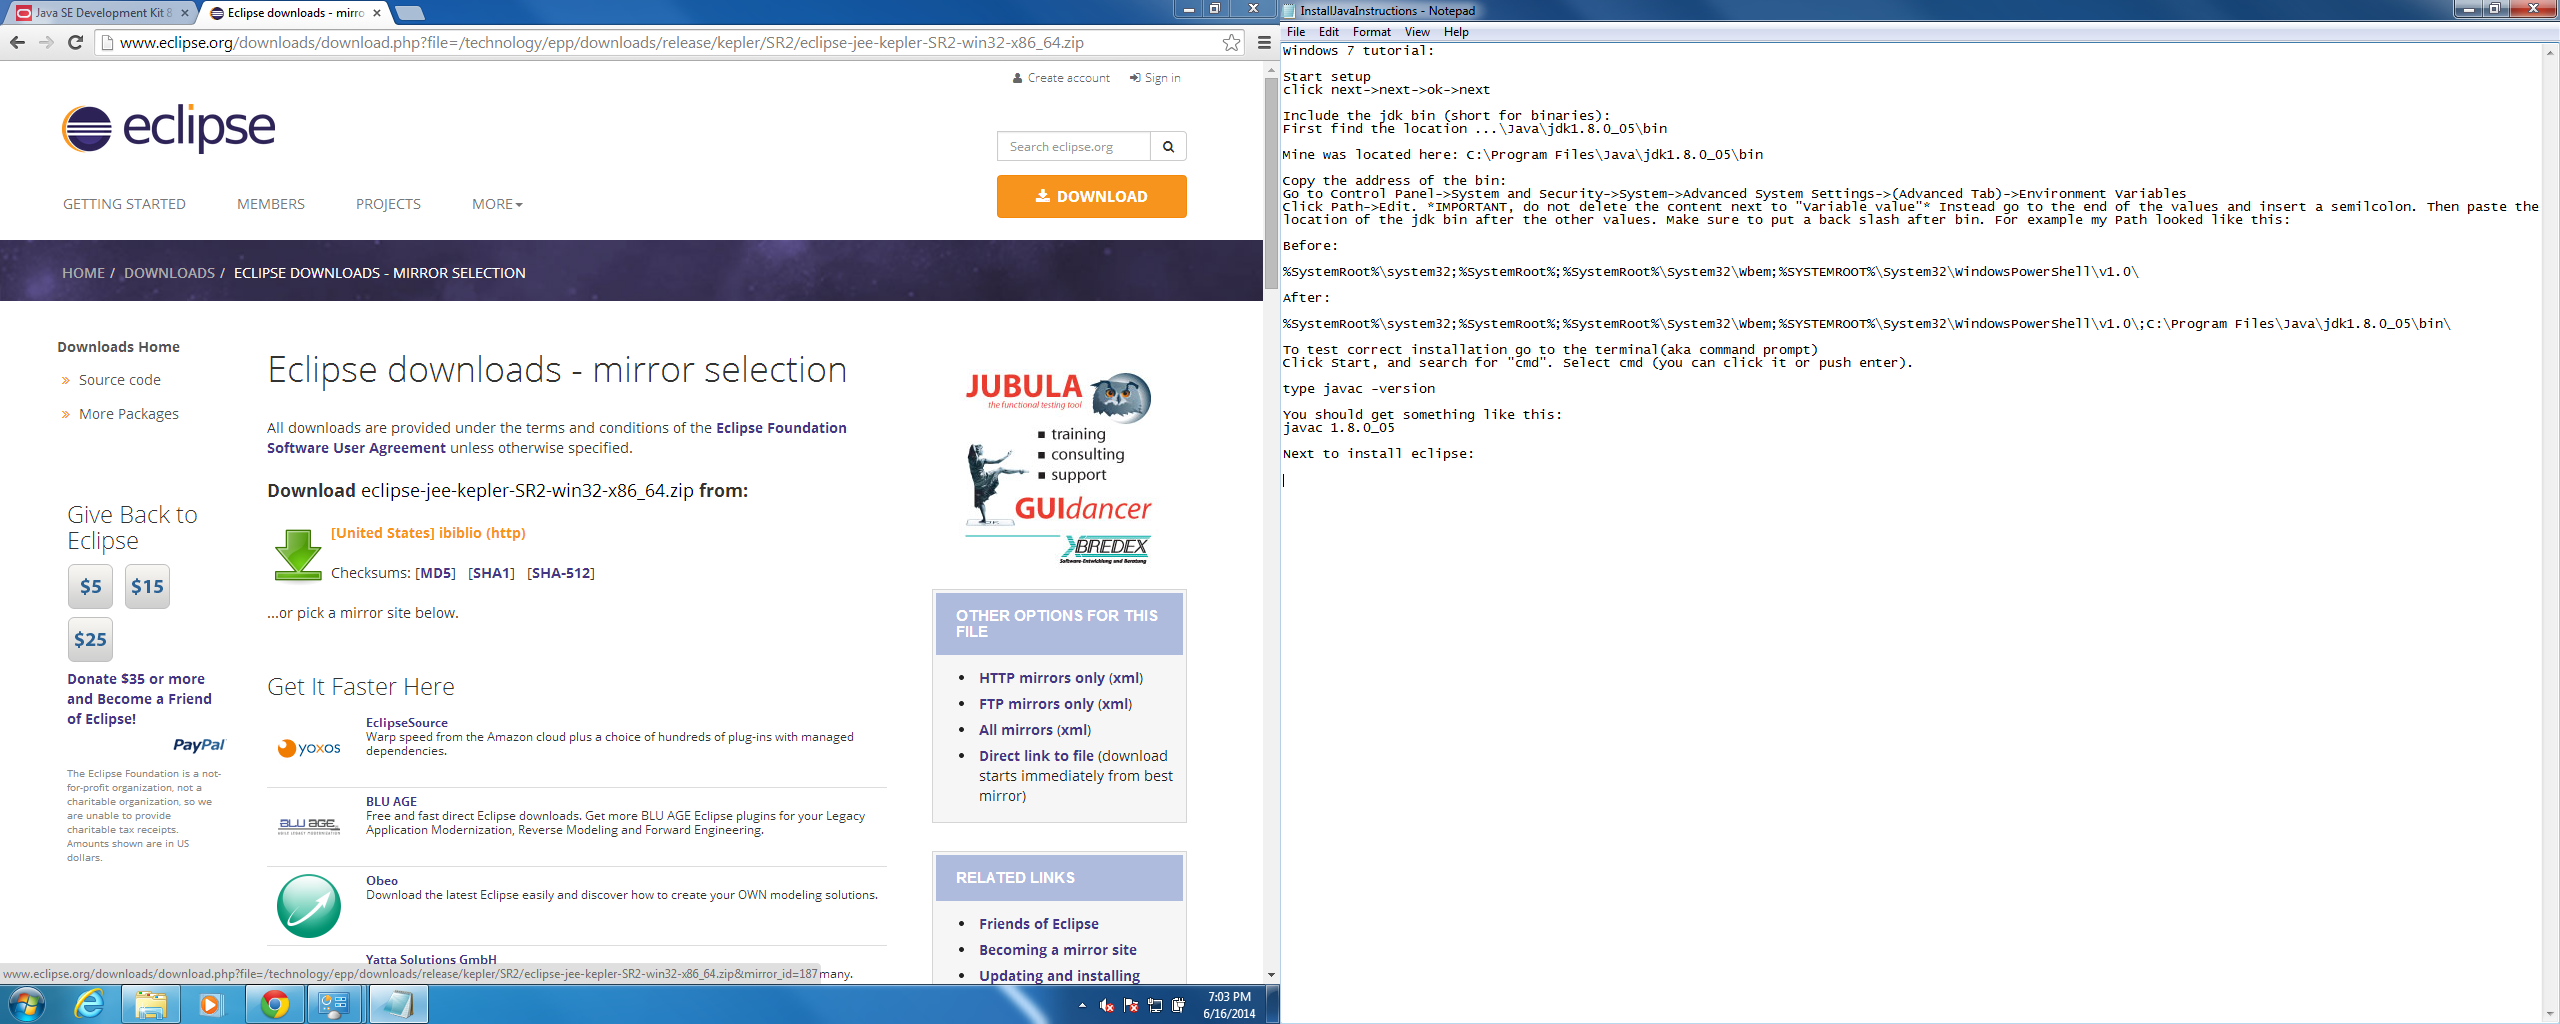 Java SE Development Kit 8
Eclipse downloads - mirro
www.eclipse.org/downloads/download.php?file=/technology/epp/downloads/release/kepler/SR2/eclipse-jee-kepler-SR2-win32-x86_64.zip
Create account
Sign in
eclipse
Search eclipse.org
DOWNLOAD
GETTING STARTED
MEMBERS
PROJECTS
MORE
HOME / DOWNLOADS / ECLIPSE DOWNLOADS - MIRROR SELECTION
Downloads Home
» Source code
» More Packages
Give Back to
Eclipse
$5
$15
$25
Donate $35 or more
and Become a Friend
of Eclipse!
PayPal
The Eclipse Foundation is a not-
for-profit organization, not a
charitable organization, so we
are unable to provide
charitable tax receipts.
Amounts shown are in US
dollars.
Eclipse downloads - mirror selection
All downloads are provided under the terms and conditions of the Eclipse Foundation
Software User Agreement unless otherwise specified.
Download eclipse-jee-kepler-SR2-win32-x86_64.zip from:
[United States] ibiblio (http)
Checksums: [MD5] [SHA1] [SHA-512]
...or pick a mirror site below.
Get It Faster Here
yoxos
EclipseSource
Warp speed from the Amazon cloud plus a choice of hundreds of plug-ins with managed
dependencies.
BLU AGE
BLU AGE
Free and fast direct Eclipse downloads. Get more BLU AGE Eclipse plugins for your Legacy
Application Modernization, Reverse Modeling and Forward Engineering.
Obeo
Download the latest Eclipse easily and discover how to create your OWN modeling solutions.
Yatta Solutions GmbH
many.
www.eclipse.org/downloads/download.php?file=/technology/epp/downloads/release/kepler/SR2/eclipse-jee-kepler-SR2-win32-x86_64.zip&mirror_id=187
JUBULA
the functional testing tool
training
consulting
support
GUIdancer
BREDEX
Software-Entwicklung und Beratung
OTHER OPTIONS FOR THIS
FILE
HTTP mirrors only (xml)
FTP mirrors only (xml)
All mirrors (xml)
Direct link to file (download
starts immediately from best
mirror)
RELATED LINKS
Friends of Eclipse
Becoming a mirror site
Updating and installing
7:03 PM
6/16/2014
InstallJavaInstructions - Notepad
File Edit Format View Help
Windows 7 tutorial:
Start setup
click next->next->ok->next
Include the jdk bin (short for binaries):
First find the location ...\Java\jdk1.8.0_05\bin
Mine was located here: C:\Program Files\Java\jdk1.8.0_05\bin
Copy the address of the bin:
Go to Control Panel->System and Security->System->Advanced System Settings->(Advanced Tab)->Environment Variables
Click Path->Edit. *IMPORTANT, do not delete the content next to "Variable value"* Instead go to the end of the values and insert a semilcolon. Then paste the
location of the jdk bin after the other values. Make sure to put a back slash after bin. For example my Path looked like this:
Before:
%SystemRoot%\system32;%SystemRoot%;%SystemRoot%\System32\Wbem;%SYSTEMROOT%\System32\WindowsPowerShell\v1.0\
After:
%SystemRoot%\system32;%SystemRoot%;%SystemRoot%\System32\Wbem;%SYSTEMROOT%\System32\WindowsPowerShell\v1.0\;C:\Program Files\Java\jdk1.8.0_05\bin\
To test correct installation go to the terminal(aka command prompt)
Click Start, and search for "cmd". Select cmd (you can click it or push enter).
type javac -version
You should get something like this:
javac 1.8.0_05
Next to install eclipse: